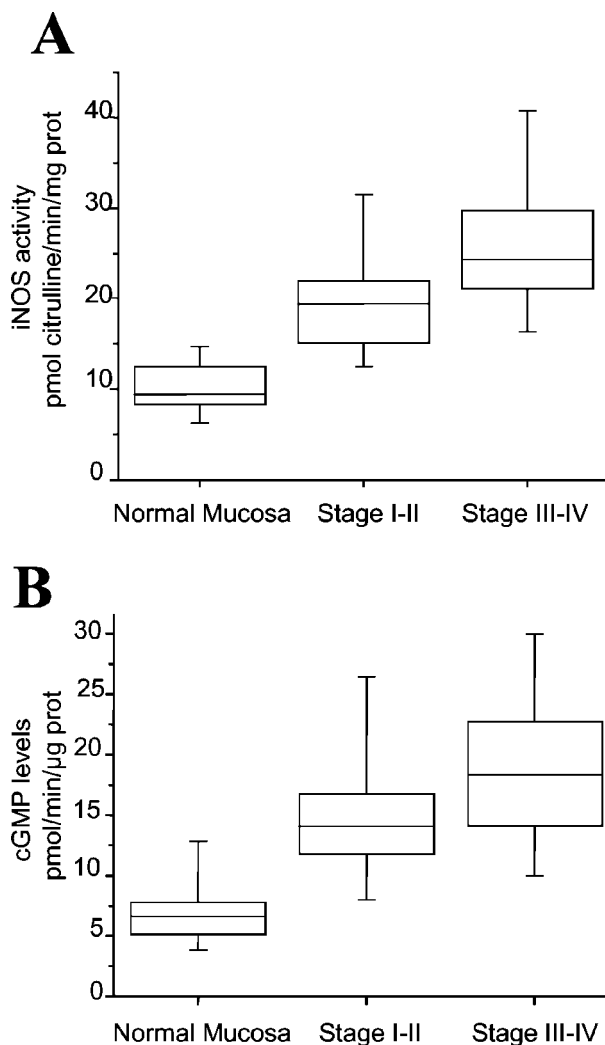 A
iNOS activity
pmol citrulline/min/mg prot
40
30
20
10
0
Normal Mucosa Stage I-II Stage III-IV
B
cGMP levels
pmol/min/µg prot
30
25
20
15
10
5
0
Normal Mucosa Stage I-II Stage III-IV